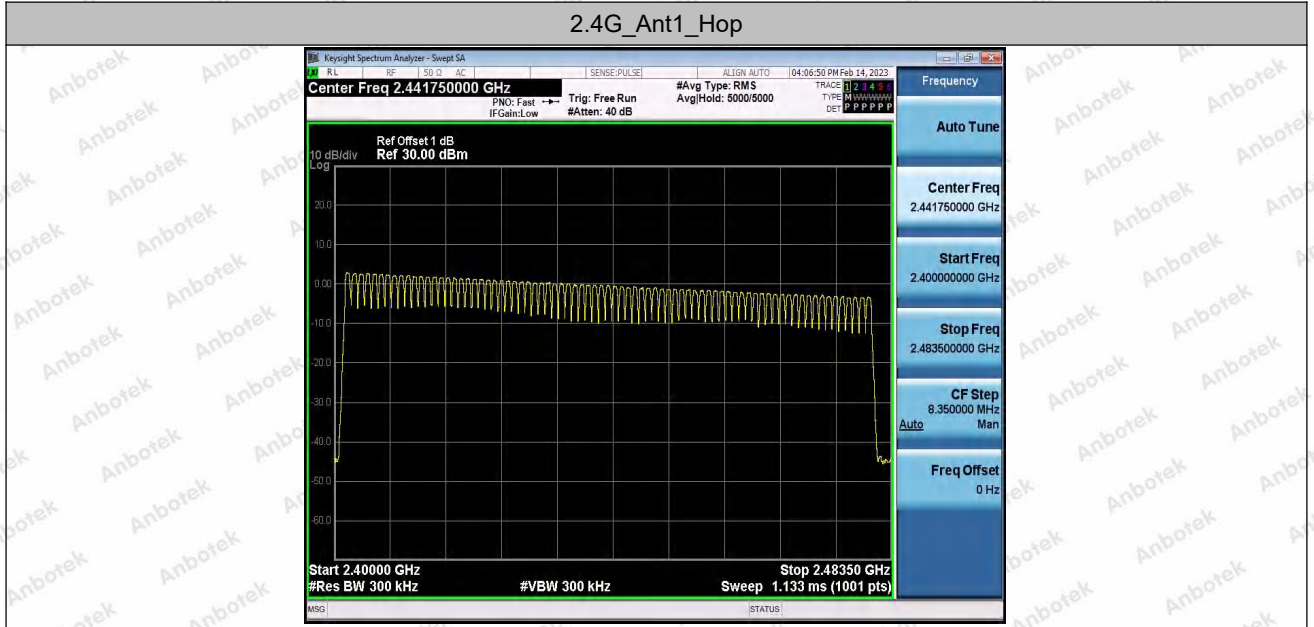 2.4G_Ant1_Hop
Keysight Spectrum Analyzer - Swept SA
RL RF 50 Ω AC SENSE:PULSE ALIGN AUTO 04:06:50 PM Feb 14, 2023
Center Freq 2.441750000 GHz
PNO: Fast
IFGain:Low
Trig: Free Run
#Atten: 40 dB
#Avg Type: RMS
Avg|Hold: 5000/5000
TRACE 1 2 3 4 5 6
TYPE M W W W W W
DET P P P P P P
Ref Offset 1 dB
10 dB/div Ref 30.00 dBm
Log
20.0
10.0
0.00
-10.0
-20.0
-30.0
-40.0
-50.0
-60.0
Start 2.40000 GHz Stop 2.48350 GHz
#Res BW 300 kHz #VBW 300 kHz Sweep 1.133 ms (1001 pts)
MSG STATUS
Frequency
Auto Tune
Center Freq
2.441750000 GHz
Start Freq
2.400000000 GHz
Stop Freq
2.483500000 GHz
CF Step
8.350000 MHz
Auto Man
Freq Offset
0 Hz
Anbotek